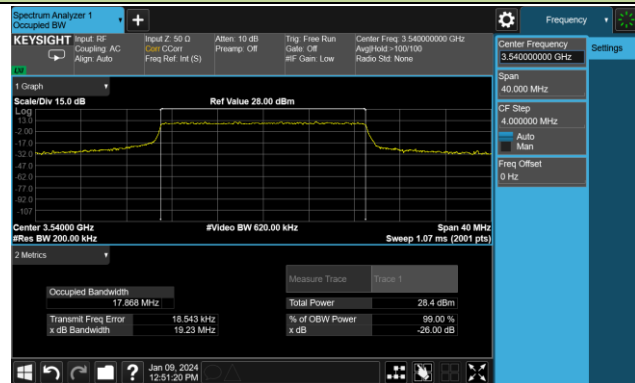 Spectrum Analyzer 1
Occupied BW
Frequency
KEYSIGHT
Input: RF
Coupling: AC
Align: Auto
Input Z: 50 Ω
Corr CCorr
Freq Ref: Int (S)
Atten: 10 dB
Preamp: Off
Trig: Free Run
Gate: Off
#IF Gain: Low
Center Freq: 3.540000000 GHz
Avg|Hold:>100/100
Radio Std: None
Center Frequency
3.540000000 GHz
Settings
Span
40.000 MHz
CF Step
4.000000 MHz
Auto
Man
Freq Offset
0 Hz
1 Graph
Scale/Div 15.0 dB
Ref Value 28.00 dBm
Log
13.0
-2.00
-17.0
-32.0
-47.0
-62.0
-77.0
-92.0
-107
Center 3.54000 GHz
#Video BW 620.00 kHz
Span 40 MHz
#Res BW 200.00 kHz
Sweep 1.07 ms (2001 pts)
2 Metrics
Measure Trace
Trace 1
Occupied Bandwidth
17.868 MHz
Total Power
28.4 dBm
Transmit Freq Error
18.543 kHz
% of OBW Power
99.00 %
x dB Bandwidth
19.23 MHz
x dB
-26.00 dB
?
Jan 09, 2024
12:51:20 PM